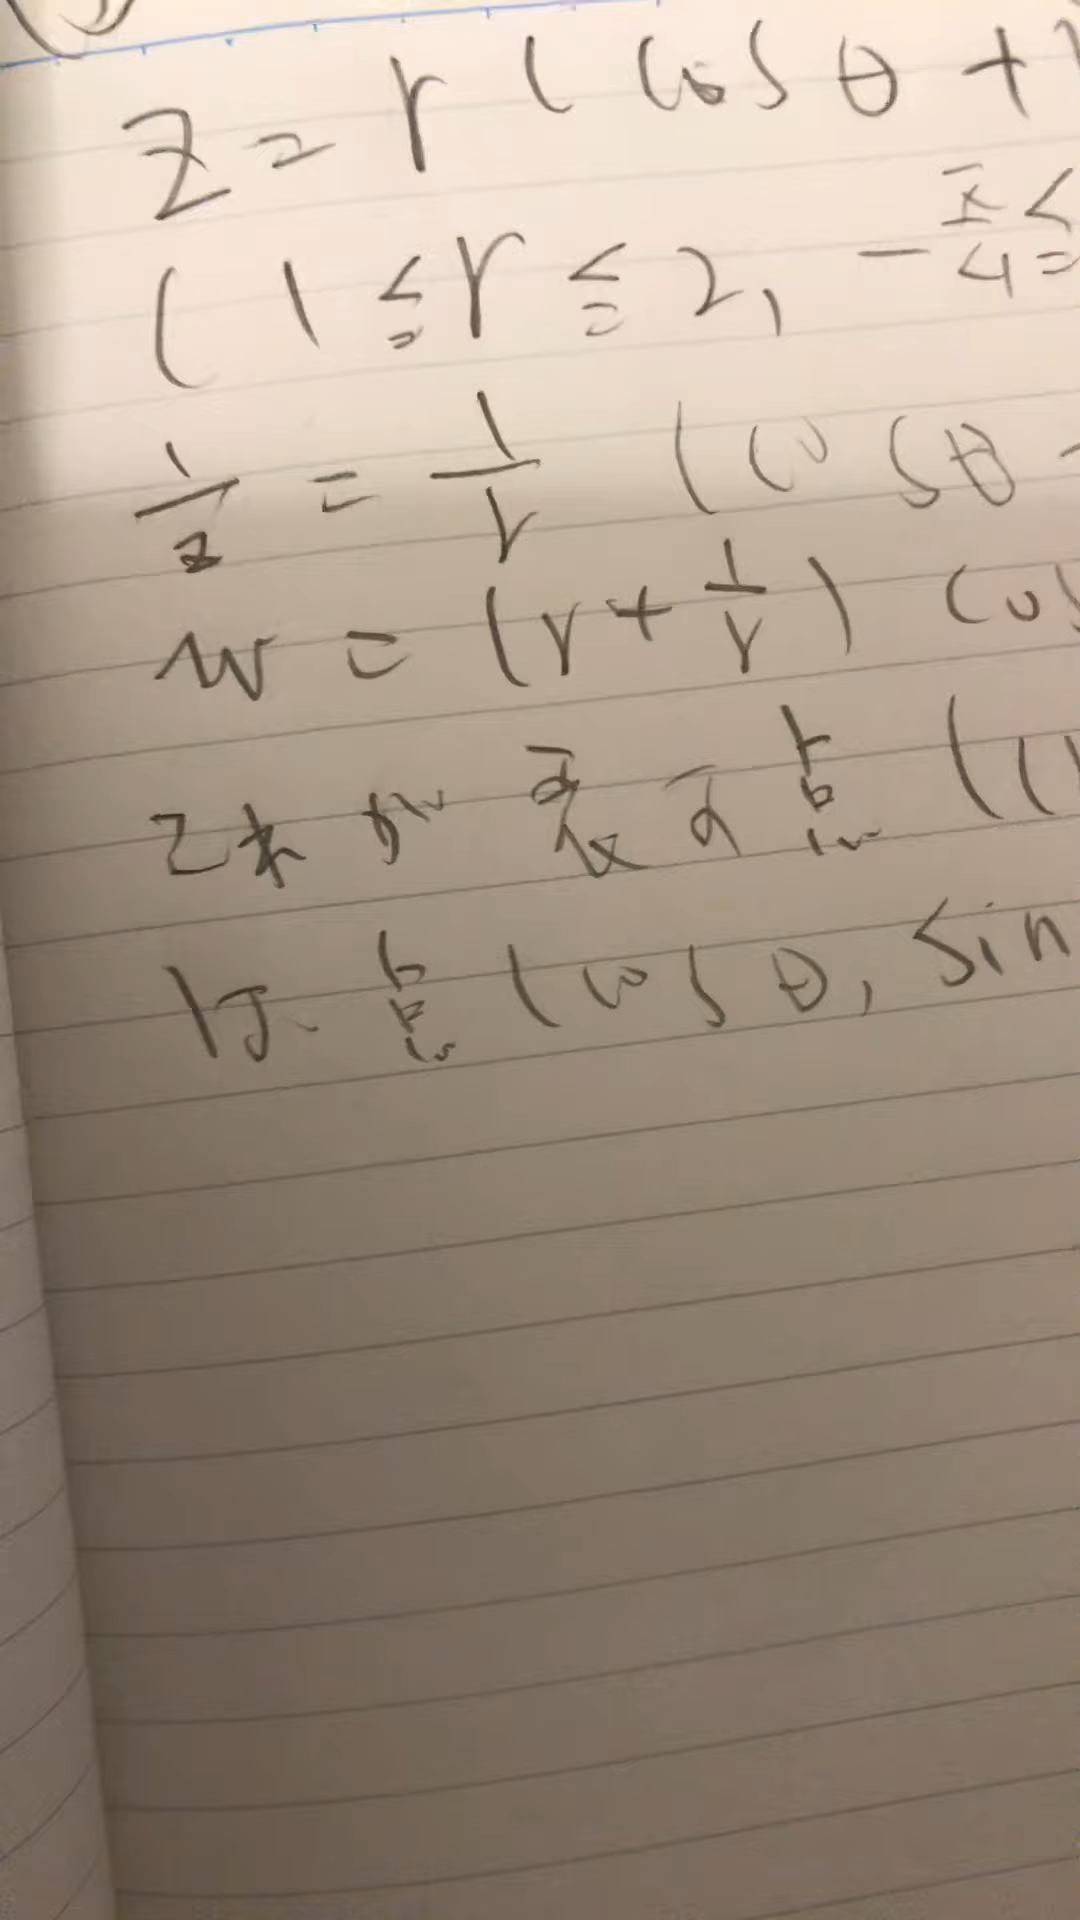 z = r ( cos θ +
( 1 ≦ r ≦ 2, - π/4 ≦
1/z = 1/r ( cos θ
w = ( r + 1/r ) cos
これが表す点 ( (
は、点 ( cos θ, sin